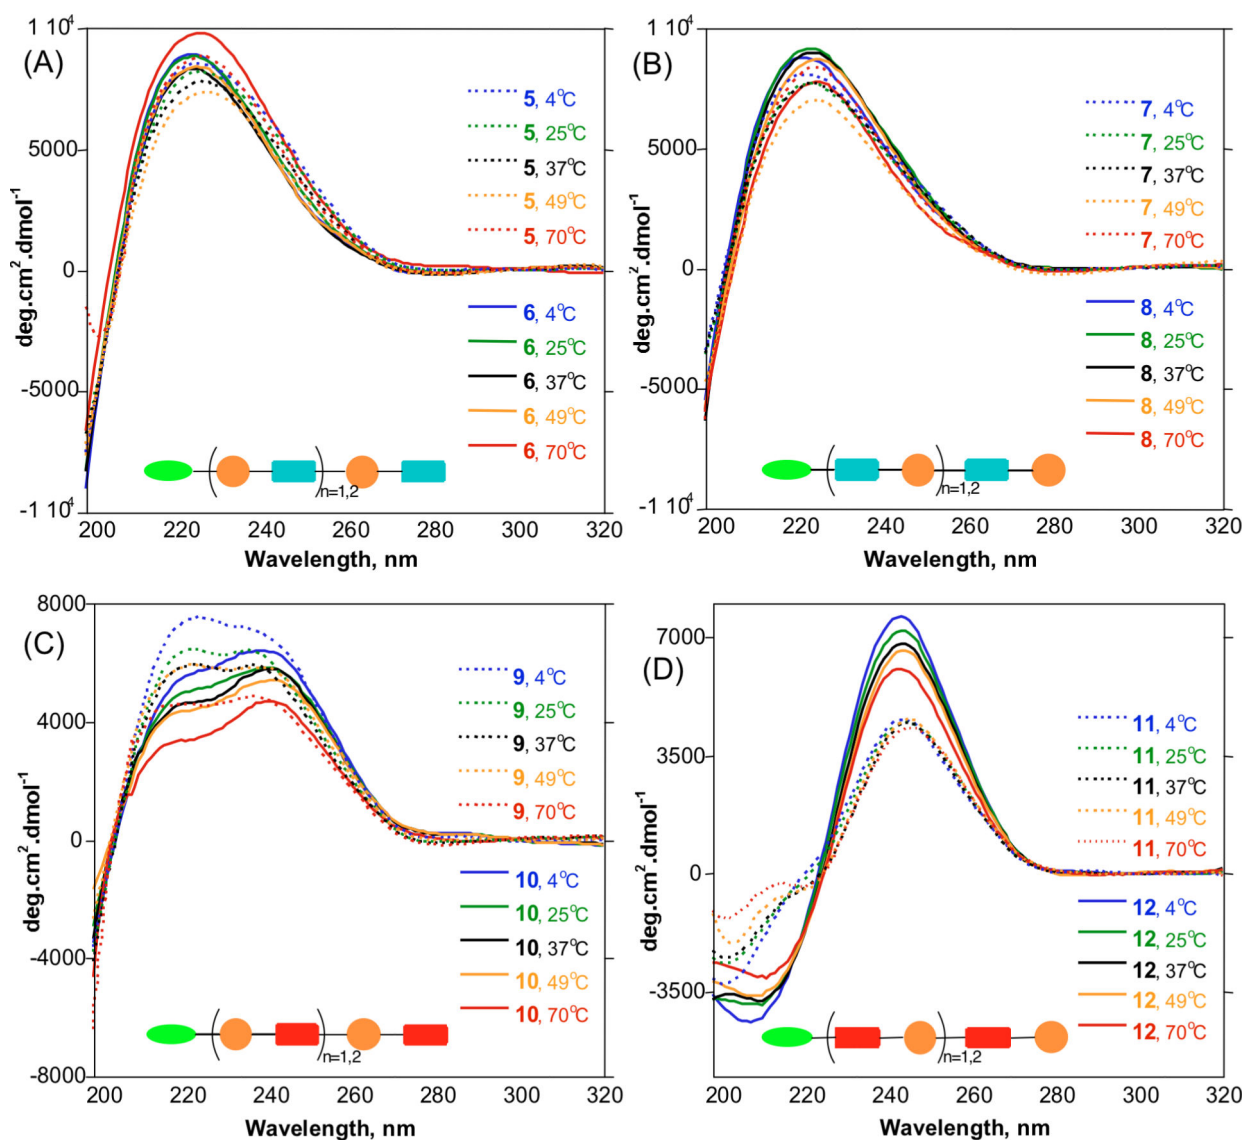 (A)
1 10⁴
5000
0
-5000
-1 10⁴
deg.cm².dmol⁻¹
5, 4°C
5, 25°C
5, 37°C
5, 49°C
5, 70°C
6, 4°C
6, 25°C
6, 37°C
6, 49°C
6, 70°C
n=1,2
200 220 240 260 280 300 320
Wavelength, nm
(B)
1 10⁴
5000
0
-5000
-1 10⁴
deg.cm².dmol⁻¹
7, 4°C
7, 25°C
7, 37°C
7, 49°C
7, 70°C
8, 4°C
8, 25°C
8, 37°C
8, 49°C
8, 70°C
n=1,2
200 220 240 260 280 300 320
Wavelength, nm
(C)
8000
4000
0
-4000
-8000
deg.cm².dmol⁻¹
9, 4°C
9, 25°C
9, 37°C
9, 49°C
9, 70°C
10, 4°C
10, 25°C
10, 37°C
10, 49°C
10, 70°C
n=1,2
200 220 240 260 280 300 320
Wavelength, nm
(D)
7000
3500
0
-3500
deg.cm².dmol⁻¹
11, 4°C
11, 25°C
11, 37°C
11, 49°C
11, 70°C
12, 4°C
12, 25°C
12, 37°C
12, 49°C
12, 70°C
n=1,2
200 220 240 260 280 300 320
Wavelength, nm